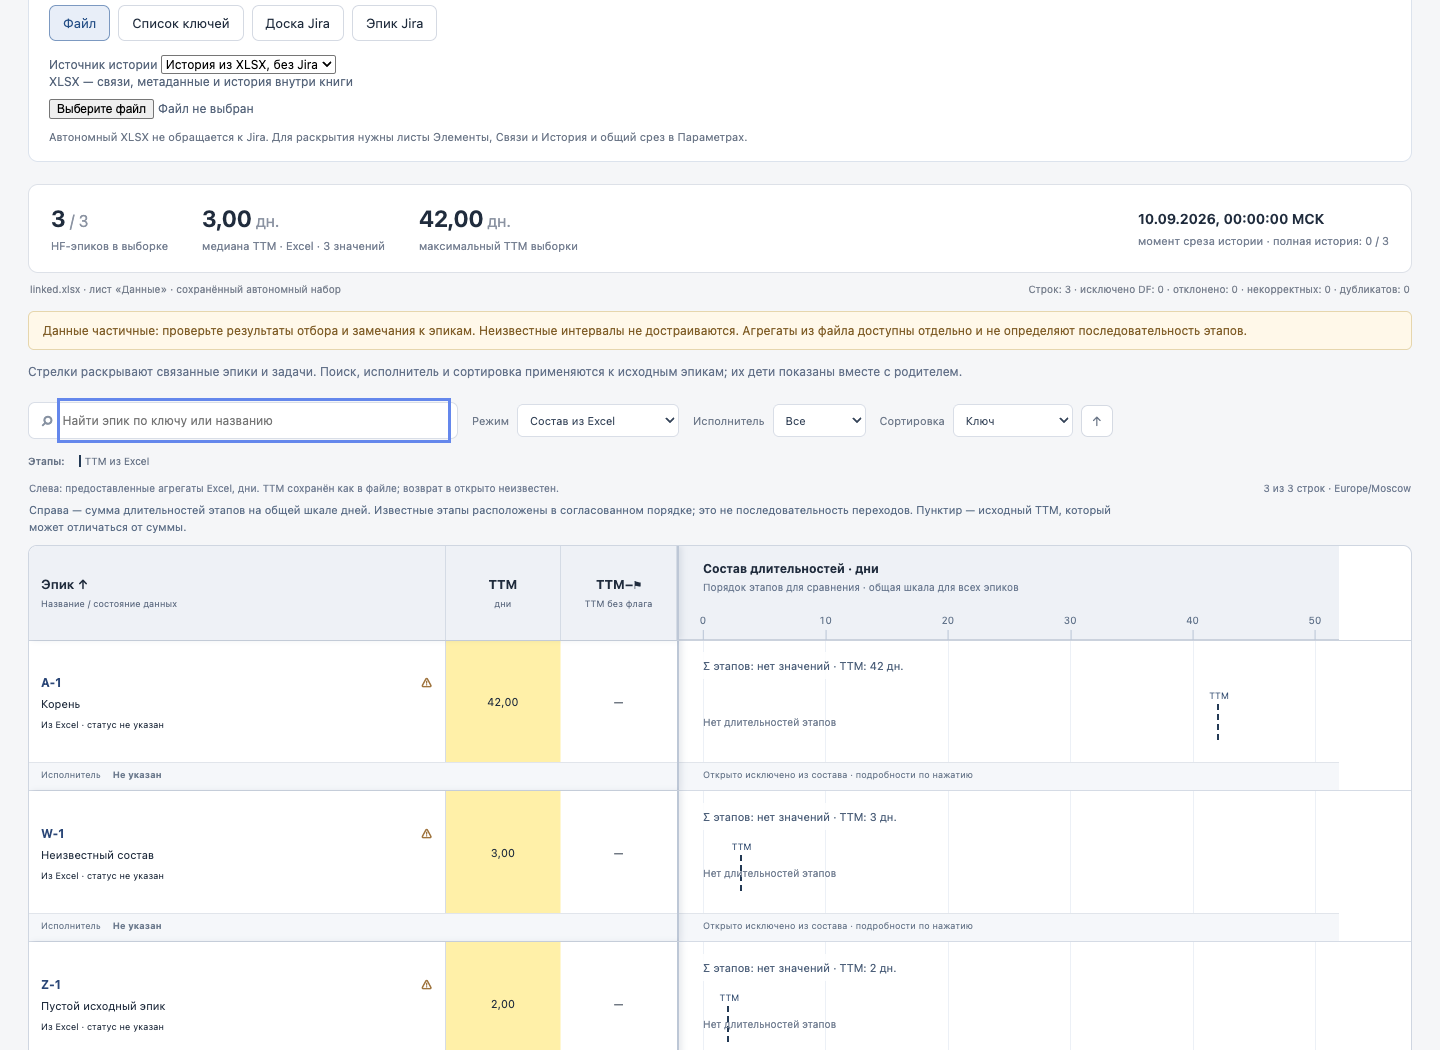 Файл Список ключей Доска Jira Эпик Jira
Источник истории История из XLSX, без Jira
XLSX — связи, метаданные и история внутри книги
Выберите файл Файл не выбран
Автономный XLSX не обращается к Jira. Для раскрытия нужны листы Элементы, Связи и История и общий срез в Параметрах.
3 / 3 3,00 дн. 42,00 дн. 10.09.2026, 00:00:00 МСК
HF-эпиков в выборке медиана TTM · Excel · 3 значений максимальный TTM выборки момент среза истории · полная история: 0 / 3
linked.xlsx · лист «Данные» · сохранённый автономный набор Строк: 3 · исключено DF: 0 · отклонено: 0 · некорректных: 0 · дубликатов: 0
Данные частичные: проверьте результаты отбора и замечания к эпикам. Неизвестные интервалы не достраиваются. Агрегаты из файла доступны отдельно и не определяют последовательность этапов.
Стрелки раскрывают связанные эпики и задачи. Поиск, исполнитель и сортировка применяются к исходным эпикам; их дети показаны вместе с родителем.
Найти эпик по ключу или названию Режим Состав из Excel Исполнитель Все Сортировка Ключ ↑
Этапы: TTM из Excel
Слева: предоставленные агрегаты Excel, дни. TTM сохранён как в файле; возврат в открыто неизвестен. 3 из 3 строк · Europe/Moscow
Справа — сумма длительностей этапов на общей шкале дней. Известные этапы расположены в согласованном порядке; это не последовательность переходов. Пунктир — исходный TTM, который
может отличаться от суммы.
Эпик ↑ TTM TTM−⚑ Состав длительностей · дни
Название / состояние данных дни TTM без флага Порядок этапов для сравнения · общая шкала для всех эпиков
0 10 20 30 40 50
A-1 Σ этапов: нет значений · TTM: 42 дн.
Корень 42,00 — TTM
Из Excel · статус не указан Нет длительностей этапов
Исполнитель Не указан Открыто исключено из состава · подробности по нажатию
W-1 Σ этапов: нет значений · TTM: 3 дн.
Неизвестный состав 3,00 — TTM
Из Excel · статус не указан Нет длительностей этапов
Исполнитель Не указан Открыто исключено из состава · подробности по нажатию
Z-1 Σ этапов: нет значений · TTM: 2 дн.
Пустой исходный эпик 2,00 — TTM
Из Excel · статус не указан Нет длительностей этапов